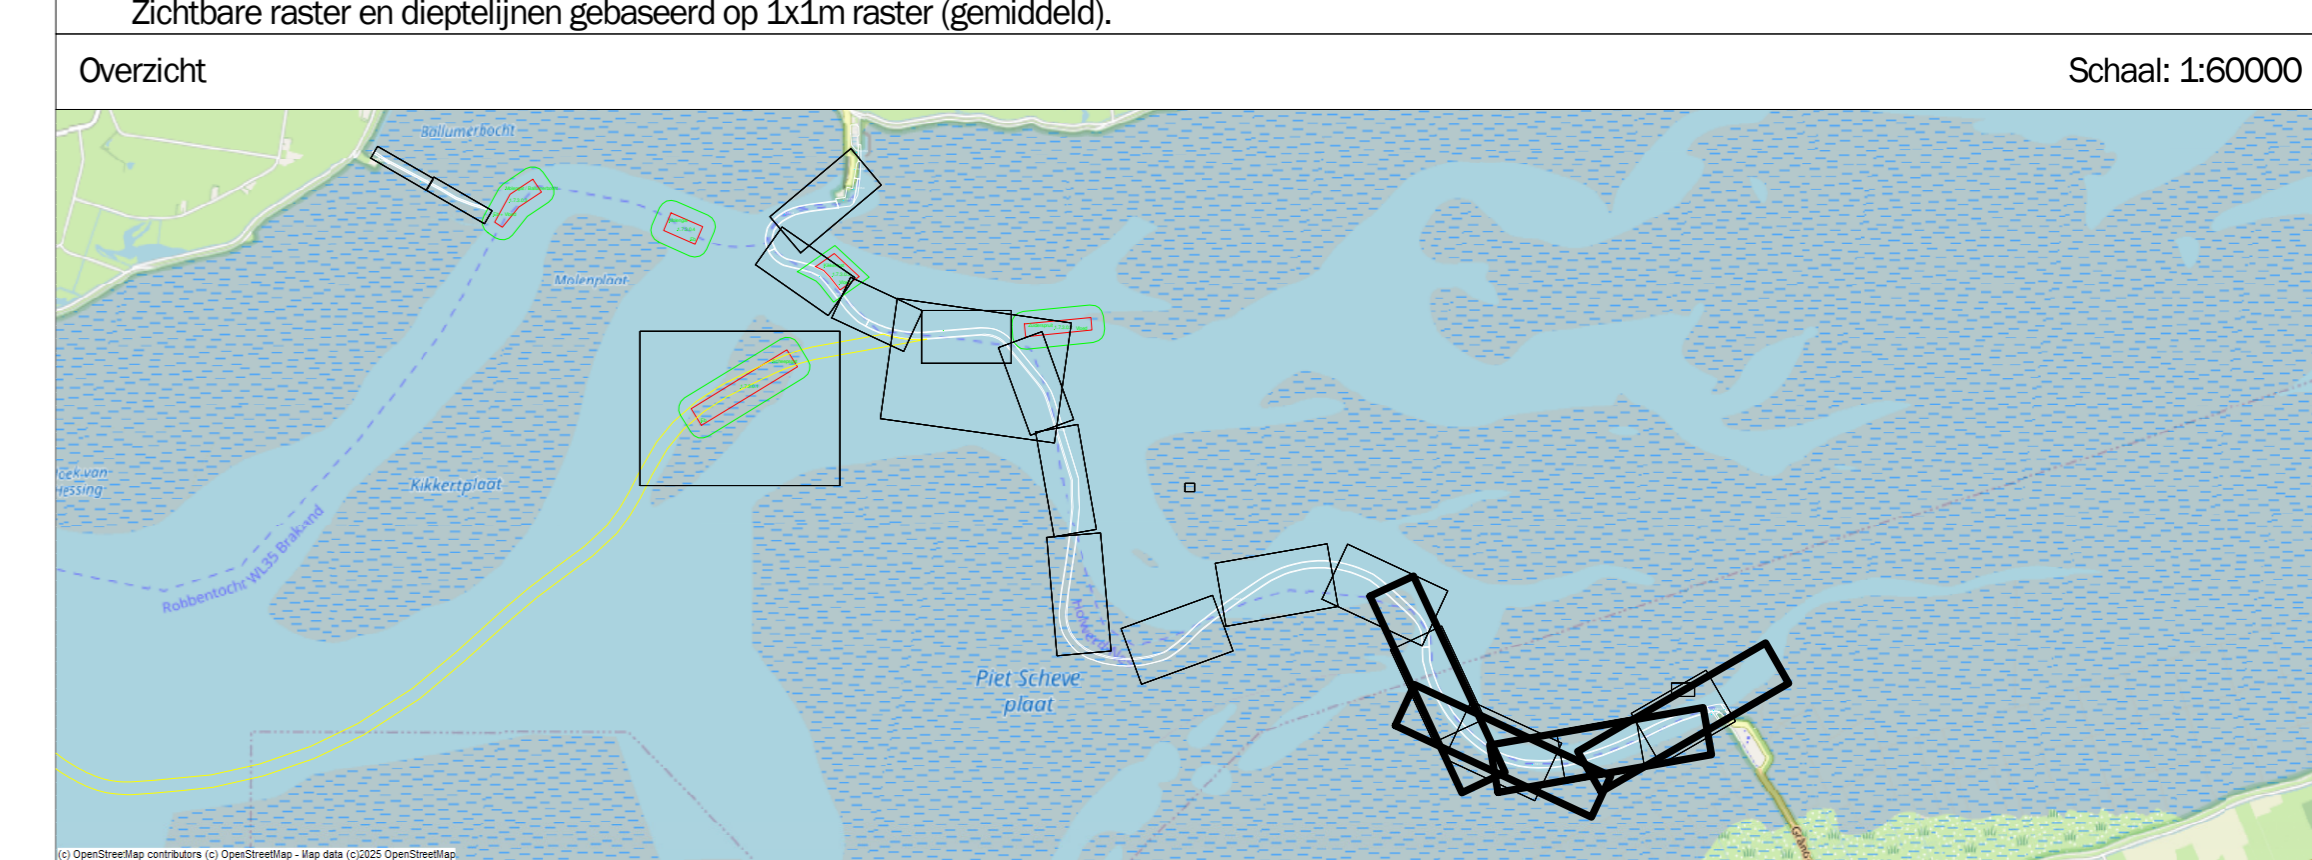 Zichtbare raster en dieptelijnen gebaseerd op 1x1m raster (gemiddeld).
Overzicht
Schaal: 1:60000
Ballumerbocht
Molenplaat
Kikkertplaat
Robbentocht WL35 Brakzand
Piet Scheve
plaat
(c) OpenStreetMap contributors (c) OpenStreetMap - Map data (c)2025 OpenStreetMap